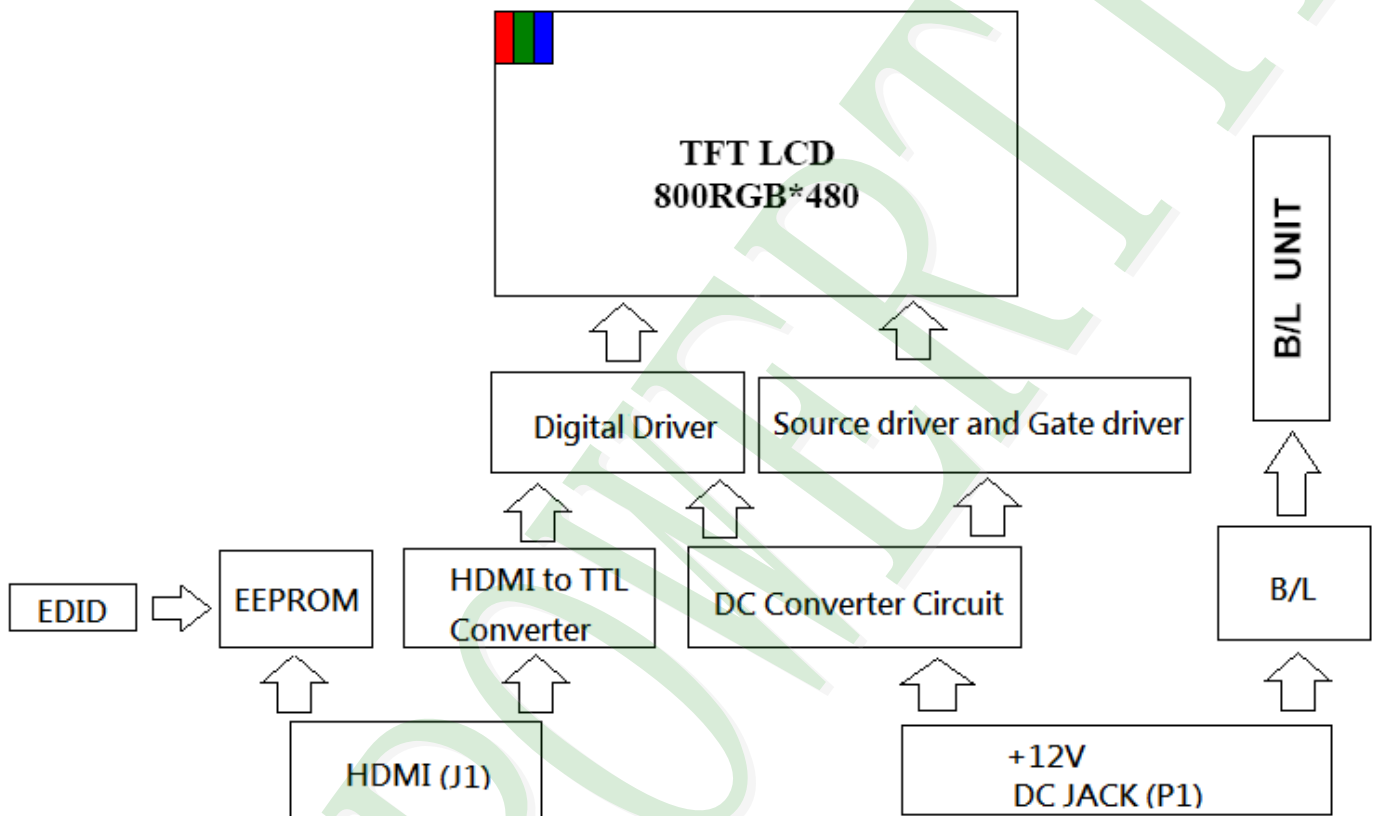 TFT LCD
800RGB*480
B/L UNIT
Digital Driver
Source driver and Gate driver
EDID
EEPROM
HDMI to TTL
Converter
DC Converter Circuit
B/L
HDMI (J1)
+12V
DC JACK (P1)